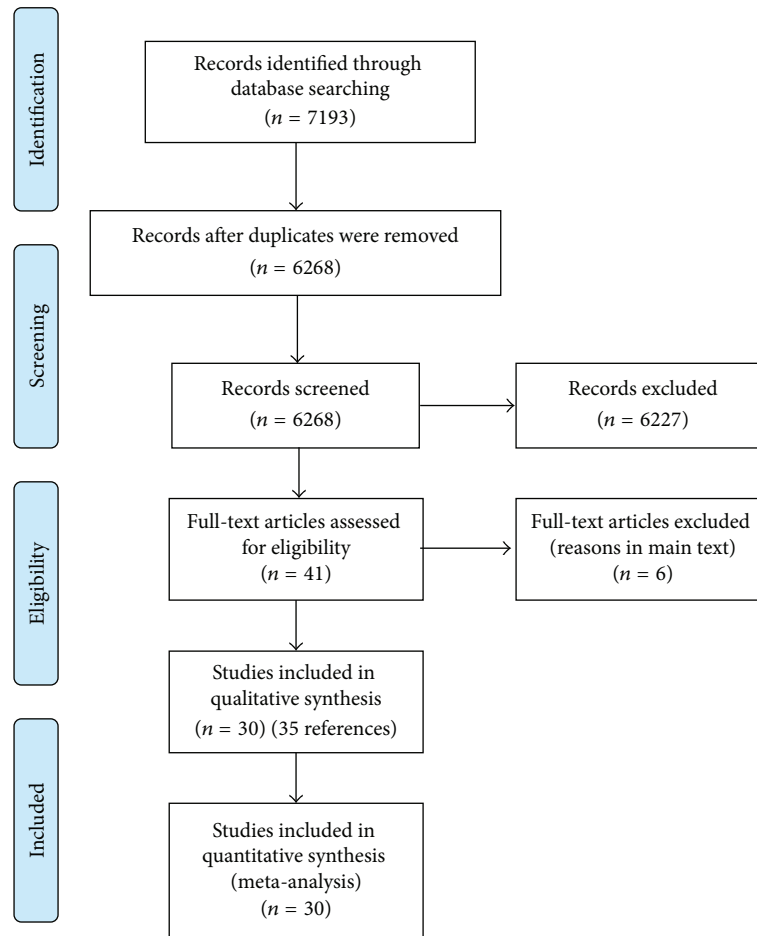 Identification
Records identified through
database searching
(n = 7193)
Records after duplicates were removed
(n = 6268)
Screening
Records screened
(n = 6268)
Records excluded
(n = 6227)
Eligibility
Full-text articles assessed
for eligibility
(n = 41)
Full-text articles excluded
(reasons in main text)
(n = 6)
Studies included in
qualitative synthesis
(n = 30) (35 references)
Included
Studies included in
quantitative synthesis
(meta-analysis)
(n = 30)